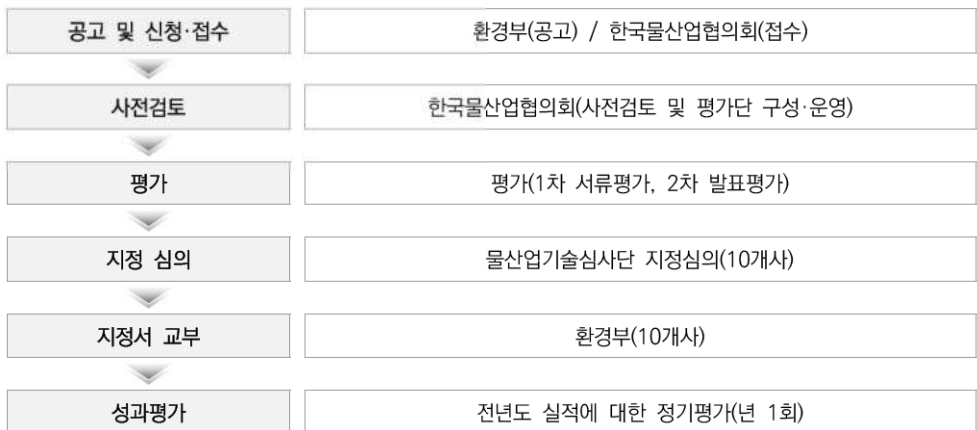 공고 및 신청·접수
환경부(공고) / 한국물산업협의회(접수)
사전검토
한국물산업협의회(사전검토 및 평가단 구성·운영)
평가
평가(1차 서류평가, 2차 발표평가)
지정 심의
물산업기술심사단 지정심의(10개사)
지정서 교부
환경부(10개사)
성과평가
전년도 실적에 대한 정기평가(년 1회)